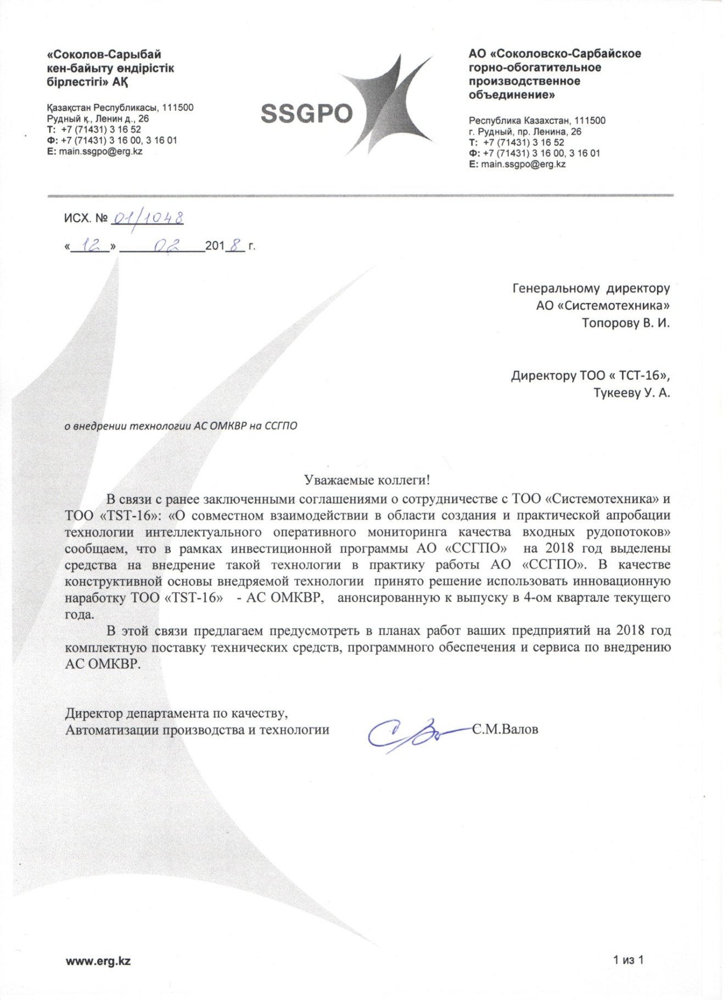 «Соколов-Сарыбай
кен-байыту өндірістік
бірлестігі» АҚ
Қазақстан Республикасы, 111500
Рудный қ., Ленин д., 26
Т: +7 (71431) 3 16 52
Ф: +7 (71431) 3 16 00, 3 16 01
E: main.ssgpo@erg.kz
SSGPO
АО «Соколовско-Сарбайское
горно-обогатительное
производственное
объединение»
Республика Казахстан, 111500
г. Рудный, пр. Ленина, 26
Т: +7 (71431) 3 16 52
Ф: +7 (71431) 3 16 00, 3 16 01
E: main.ssgpo@erg.kz
ИСХ. № 01/1048
«12» 02 2018 г.
Генеральному директору
АО «Системотехника»
Топорову В. И.
Директору ТОО « ТСТ-16»,
Тукееву У. А.
о внедрении технологии АС ОМКВР на ССГПО
Уважаемые коллеги!
В связи с ранее заключенными соглашениями о сотрудничестве с ТОО «Системотехника» и
ТОО «TST-16»: «О совместном взаимодействии в области создания и практической апробации
технологии интеллектуального оперативного мониторинга качества входных рудопотоков»
сообщаем, что в рамках инвестиционной программы АО «ССГПО» на 2018 год выделены
средства на внедрение такой технологии в практику работы АО «ССГПО». В качестве
конструктивной основы внедряемой технологии принято решение использовать инновационную
наработку ТОО «TST-16» - АС ОМКВР, анонсированную к выпуску в 4-ом квартале текущего
года.
В этой связи предлагаем предусмотреть в планах работ ваших предприятий на 2018 год
комплектную поставку технических средств, программного обеспечения и сервиса по внедрению
АС ОМКВР.
Директор департамента по качеству,
Автоматизации производства и технологии С.М.Валов
www.erg.kz
1 из 1